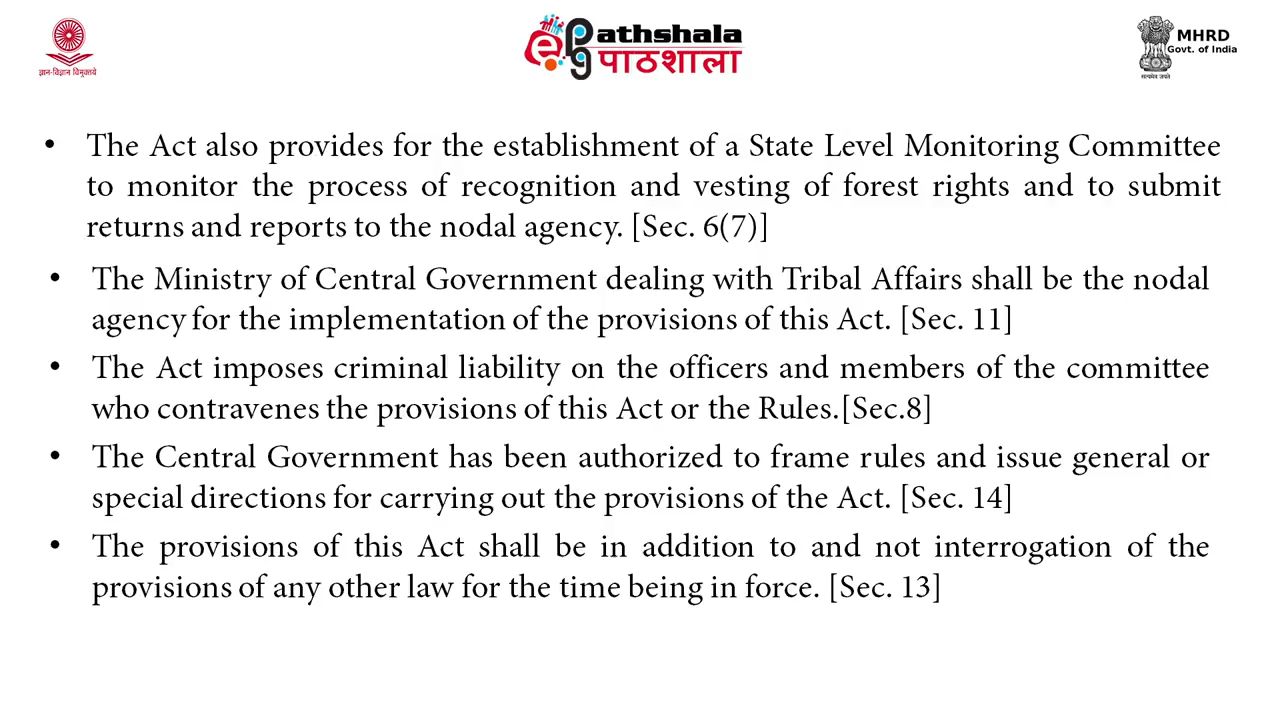 ज्ञान-विज्ञान विमुक्तये
e pg athshala
पाठशाला
MHRD
Govt. of India
सत्यमेव जयते
• The Act also provides for the establishment of a State Level Monitoring Committee
to monitor the process of recognition and vesting of forest rights and to submit
returns and reports to the nodal agency. [Sec. 6(7)]
• The Ministry of Central Government dealing with Tribal Affairs shall be the nodal
agency for the implementation of the provisions of this Act. [Sec. 11]
• The Act imposes criminal liability on the officers and members of the committee
who contravenes the provisions of this Act or the Rules.[Sec.8]
• The Central Government has been authorized to frame rules and issue general or
special directions for carrying out the provisions of the Act. [Sec. 14]
• The provisions of this Act shall be in addition to and not interrogation of the
provisions of any other law for the time being in force. [Sec. 13]